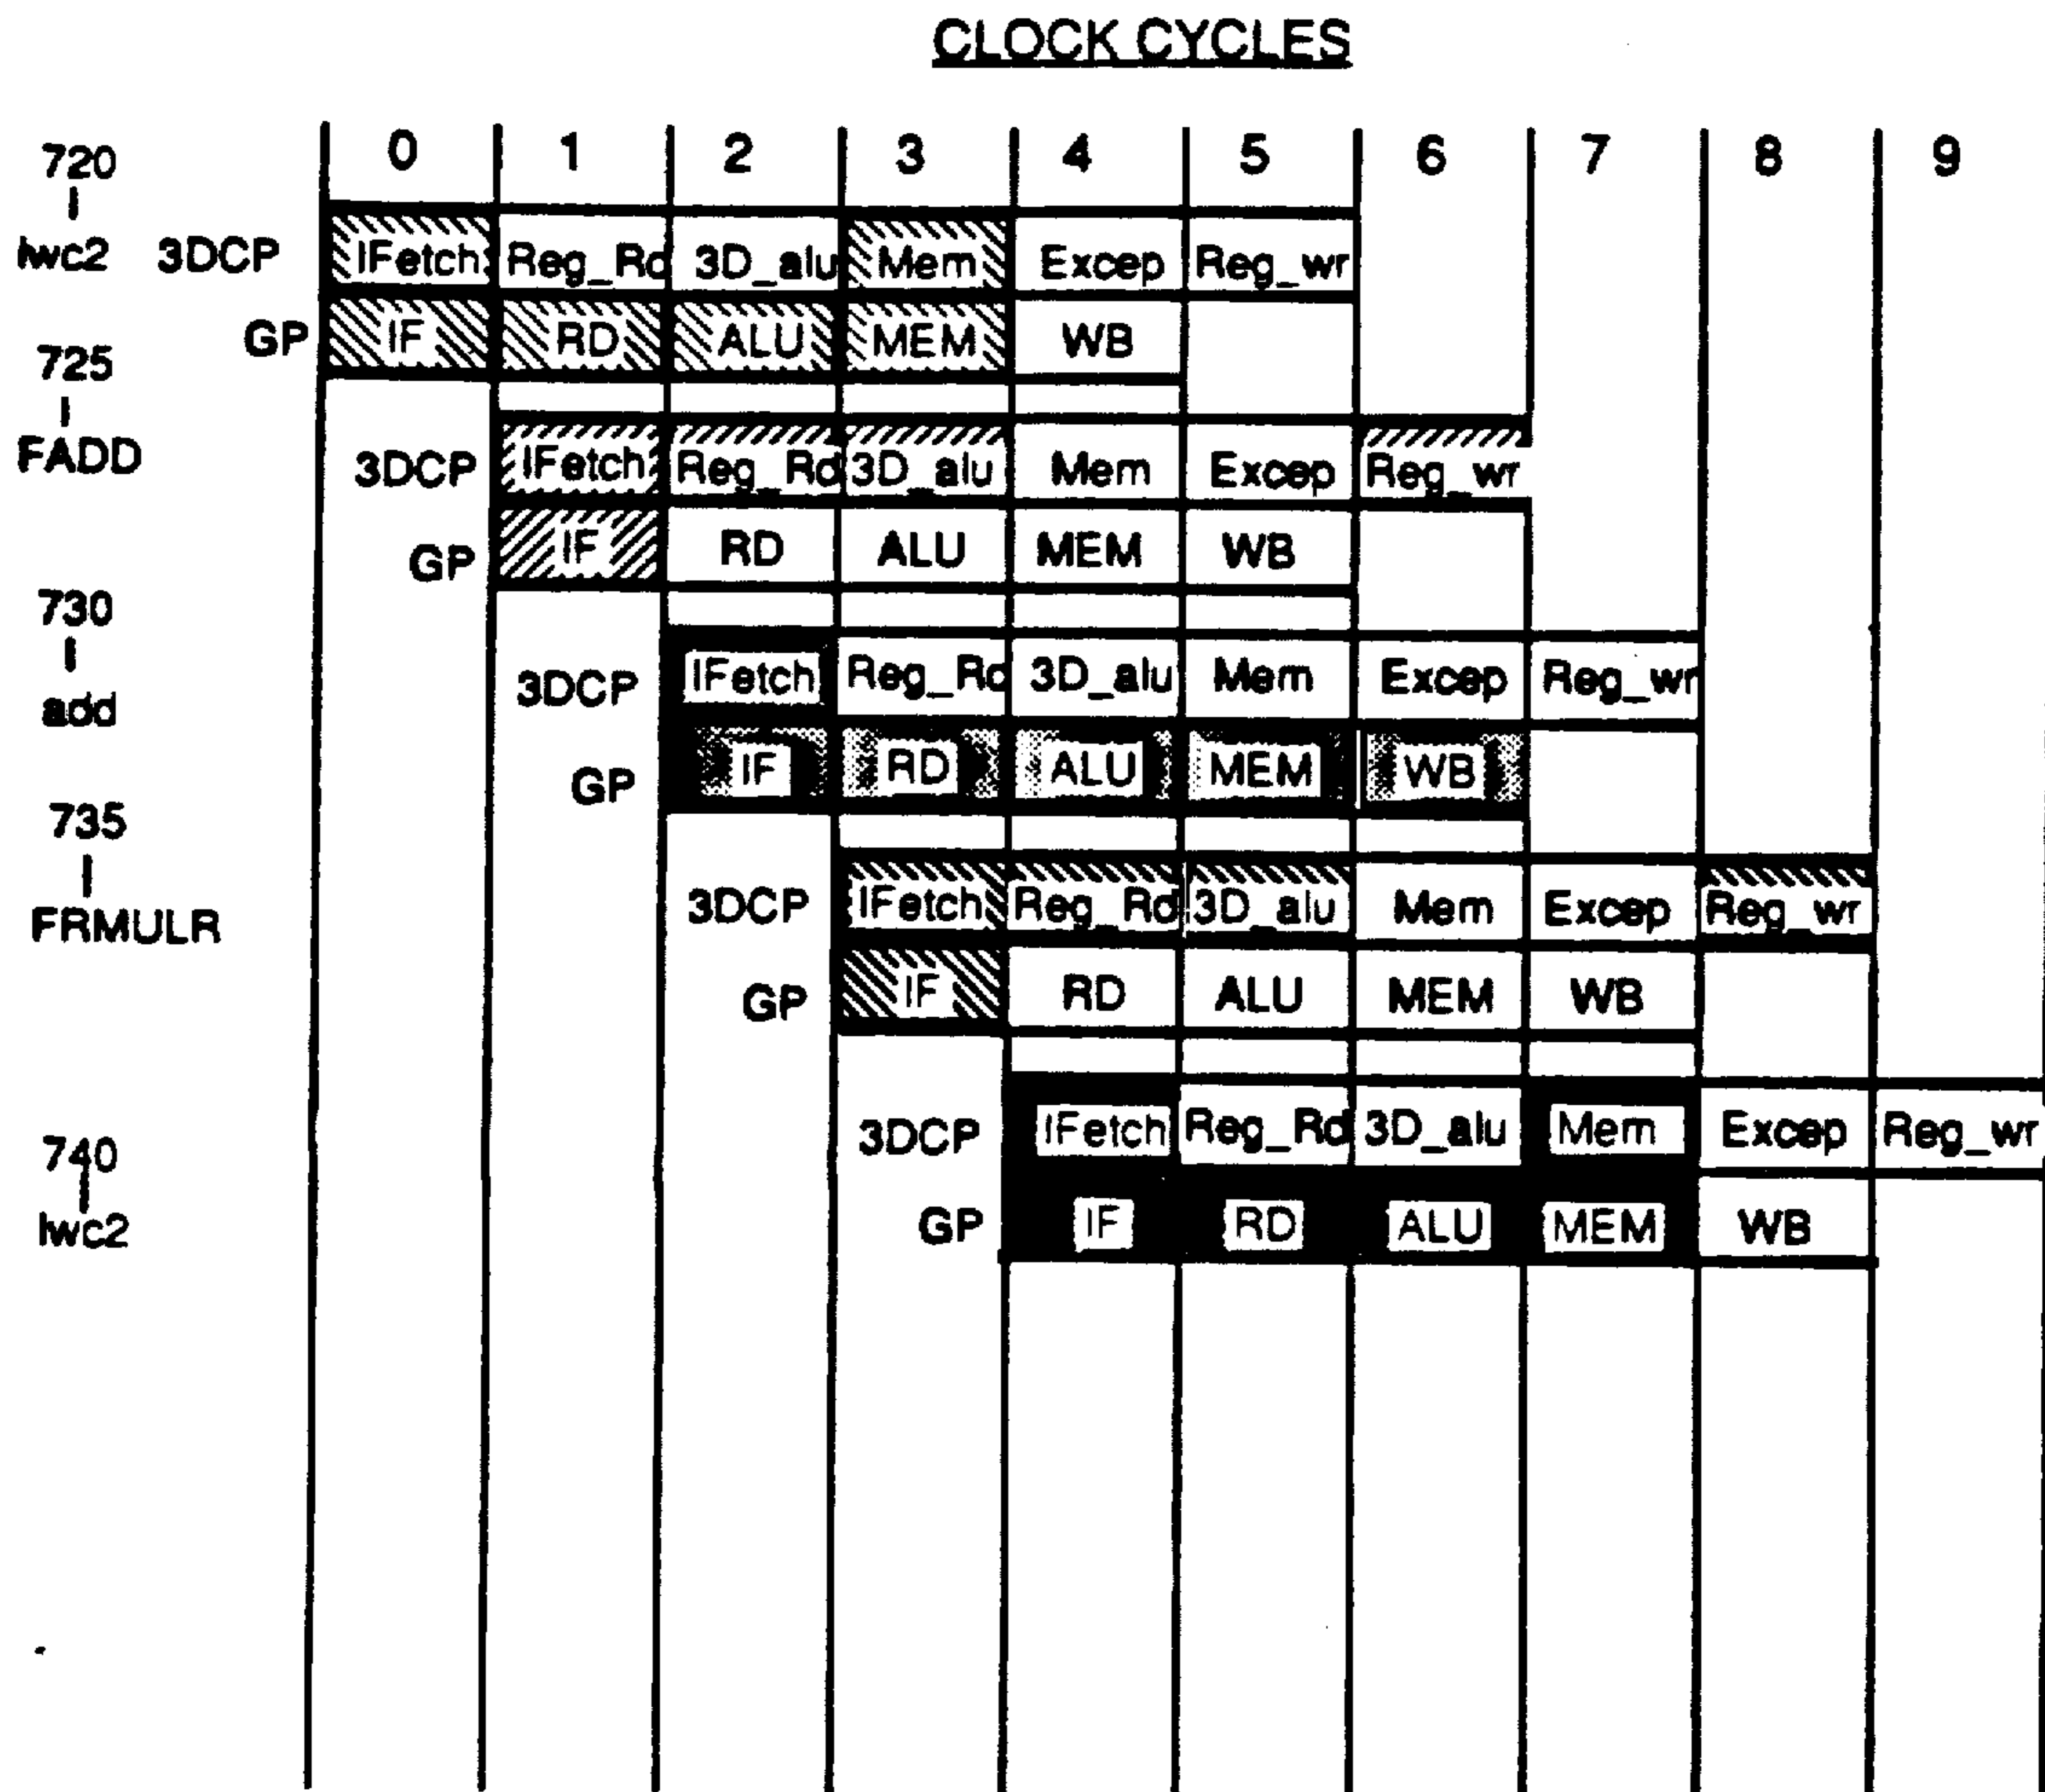 CLOCK CYCLES
0 1 2 3 4 5 6 7 8 9
720
lwc2 3DCP IFetch Reg_Rd 3D_alu Mem Excep Reg_wr
GP IF RD ALU MEM WB
725
FADD 3DCP IFetch Reg_Rd 3D_alu Mem Excep Reg_wr
GP IF RD ALU MEM WB
730
add 3DCP IFetch Reg_Rd 3D_alu Mem Excep Reg_wr
GP IF RD ALU MEM WB
735
FRMULR 3DCP IFetch Reg_Rd 3D_alu Mem Excep Reg_wr
GP IF RD ALU MEM WB
740
3DCP IFetch Reg_Rd 3D_alu Mem Excep Reg_wr
lwc2 GP IF RD ALU MEM WB